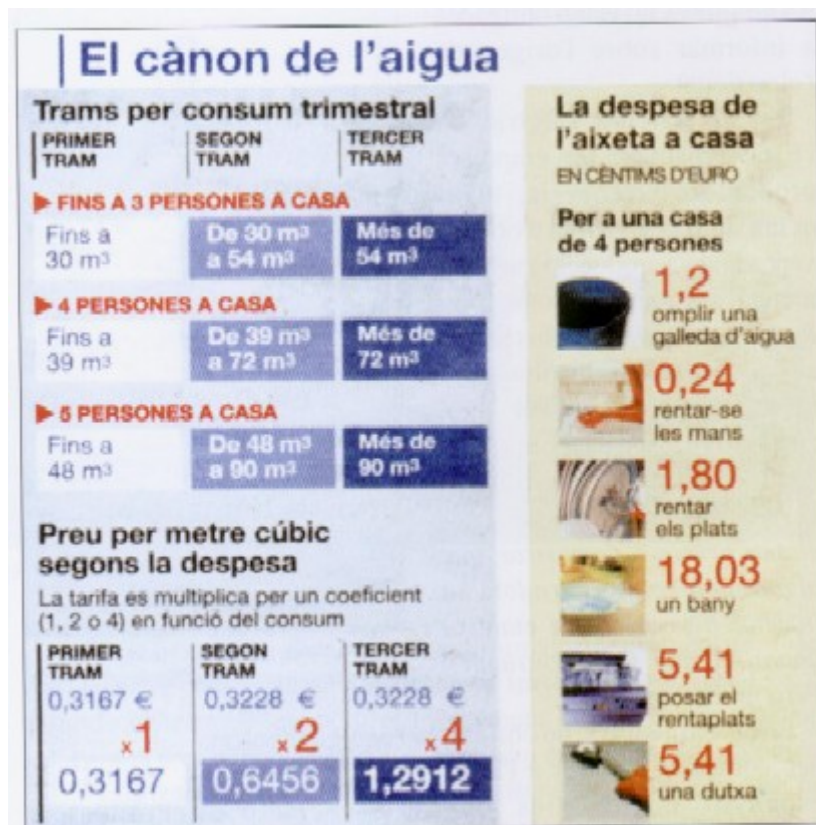 El cànon de l'aigua
Trams per consum trimestral
PRIMER TRAM
SEGON TRAM
TERCER TRAM
FINS A 3 PERSONES A CASA
Fins a
30 m³
De 30 m³
a 54 m³
Més de
54 m³
4 PERSONES A CASA
Fins a
39 m³
De 39 m³
a 72 m³
Més de
72 m³
5 PERSONES A CASA
Fins a
48 m³
De 48 m³
a 90 m³
Més de
90 m³
Preu per metre cúbic
segons la despesa
La tarifa es multiplica per un coeficient
(1, 2 o 4) en funció del consum
PRIMER
TRAM
0,3167 €
x1
0,3167
SEGON
TRAM
0,3228 €
x2
0,6456
TERCER
TRAM
0,3228 €
x4
1,2912
La despesa de
l'aixeta a casa
EN CÈNTIMS D'EURO
Per a una casa
de 4 persones
1,2
omplir una
galleda d'aigua
0,24
rentar-se
les mans
1,80
rentar
els plats
18,03
un bany
5,41
posar el
rentaplats
5,41
una dutxa